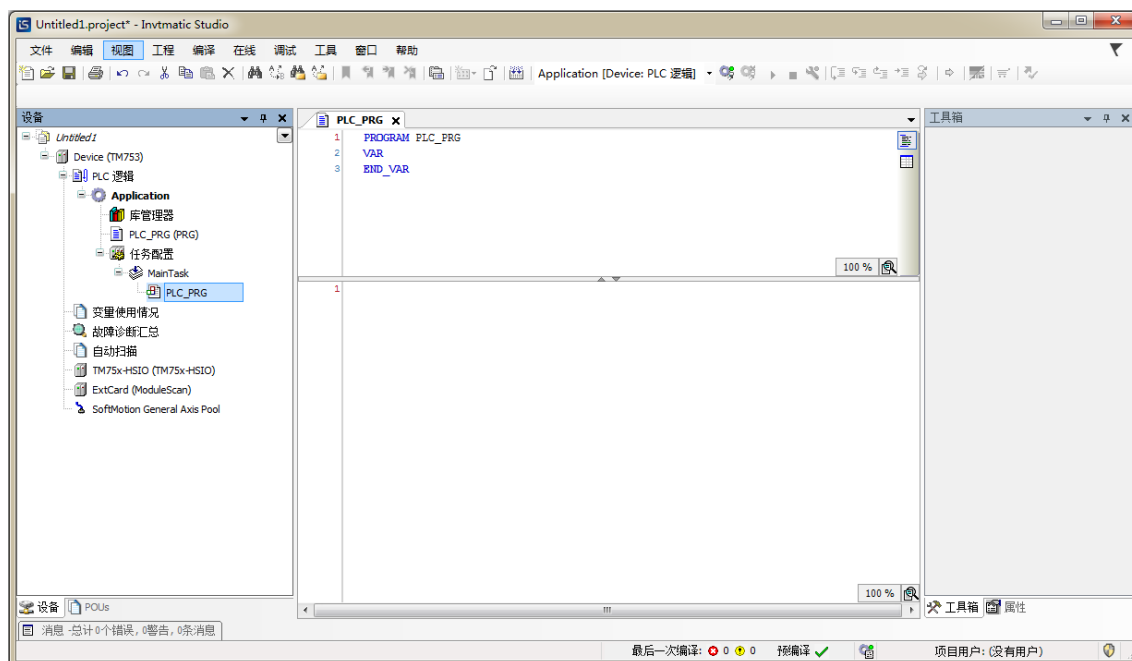 Untitled1.project* - Invtmatic Studio
文件 编辑 视图 工程 编译 在线 调试 工具 窗口 帮助
Application [Device: PLC 逻辑]
设备
Untitled1
Device (TM753)
PLC 逻辑
Application
库管理器
PLC_PRG (PRG)
任务配置
MainTask
PLC_PRG
变量使用情况
故障诊断汇总
自动扫描
TM75x-HSIO (TM75x-HSIO)
ExtCard (ModuleScan)
SoftMotion General Axis Pool
设备 POUs
PLC_PRG
1 PROGRAM PLC_PRG
2 VAR
3 END_VAR
100 %
1
100 %
工具箱
工具箱 属性
消息 -总计0个错误, 0警告, 0条消息
最后一次编译: 0 0 预编译 项目用户: (没有用户)